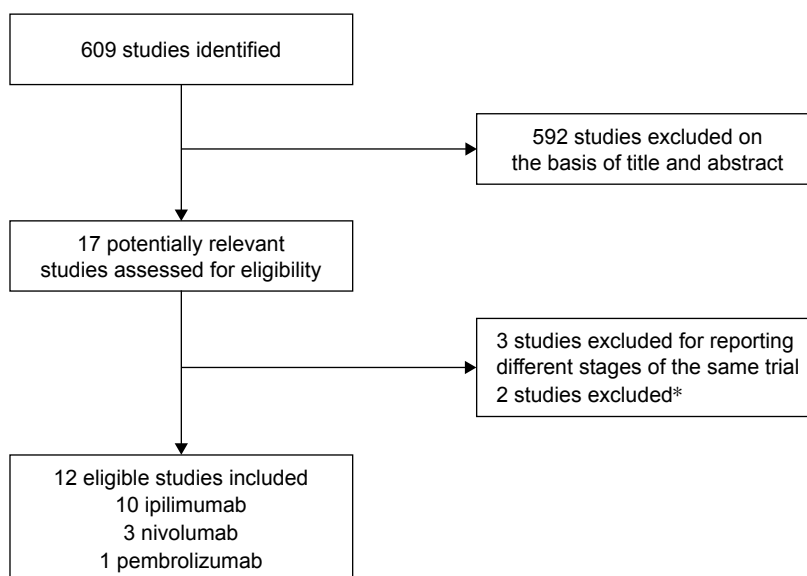 609 studies identified
592 studies excluded on
the basis of title and abstract
17 potentially relevant
studies assessed for eligibility
3 studies excluded for reporting
different stages of the same trial
2 studies excluded*
12 eligible studies included
10 ipilimumab
3 nivolumab
1 pembrolizumab